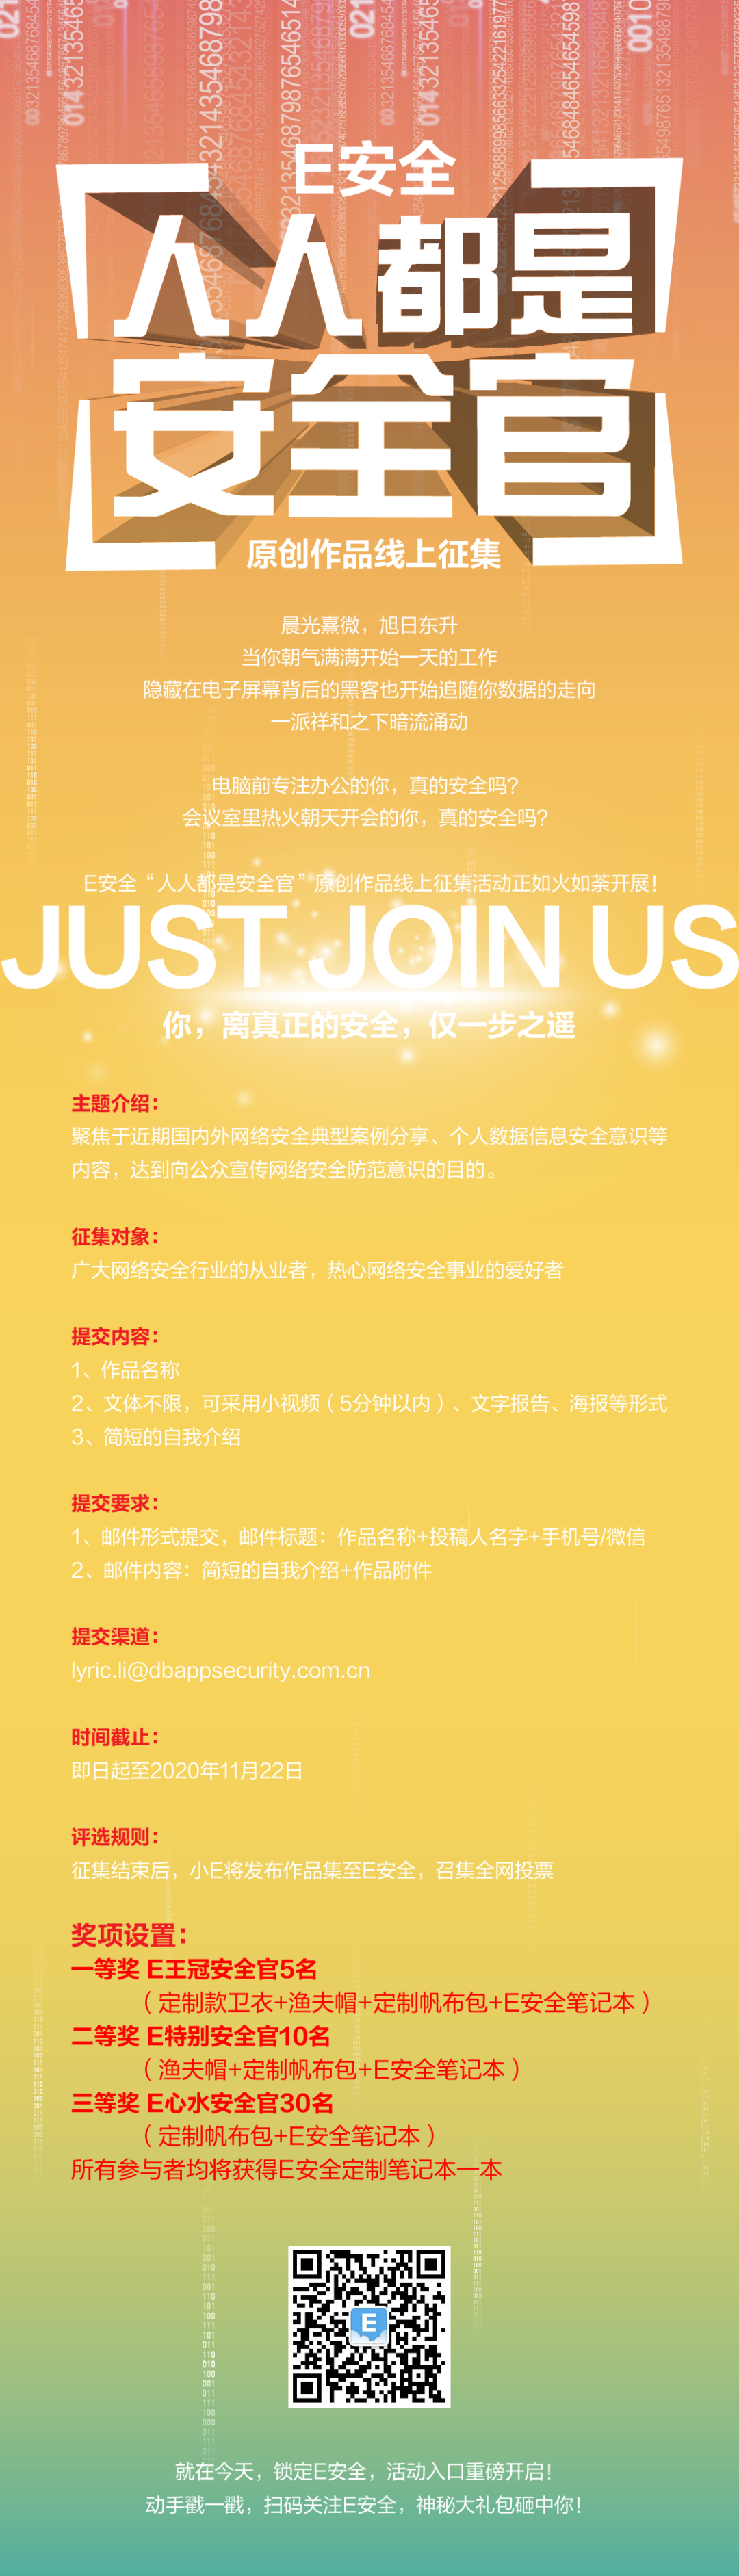 E安全
人人都是
安全官
原创作品线上征集
晨光熹微，旭日东升
当你朝气满满开始一天的工作
隐藏在电子屏幕背后的黑客也开始追随你数据的走向
一派祥和之下暗流涌动
电脑前专注办公的你，真的安全吗?
会议室里热火朝天开会的你，真的安全吗?
E安全“人人都是安全官”原创作品线上征集活动正如火如荼开展！
JUST JOIN US
你，离真正的安全，仅一步之遥
主题介绍：
聚焦于近期国内外网络安全典型案例分享、个人数据信息安全意识等
内容，达到向公众宣传网络安全防范意识的目的。
征集对象：
广大网络安全行业的从业者，热心网络安全事业的爱好者
提交内容：
1、作品名称
2、文体不限，可采用小视频（5分钟以内）、文字报告、海报等形式
3、简短的自我介绍
提交要求：
1、邮件形式提交，邮件标题：作品名称+投稿人名字+手机号/微信
2、邮件内容：简短的自我介绍+作品附件
提交渠道：
lyric.li@dbappsecurity.com.cn
时间截止：
即日起至2020年11月22日
评选规则：
征集结束后，小E将发布作品集至E安全，召集全网投票
奖项设置：
一等奖 E王冠安全官5名
（定制款卫衣+渔夫帽+定制帆布包+E安全笔记本）
二等奖 E特别安全官10名
（渔夫帽+定制帆布包+E安全笔记本）
三等奖 E心水安全官30名
（定制帆布包+E安全笔记本）
所有参与者均将获得E安全定制笔记本一本
E
就在今天，锁定E安全，活动入口重磅开启！
动手戳一戳，扫码关注E安全，神秘大礼包砸中你！